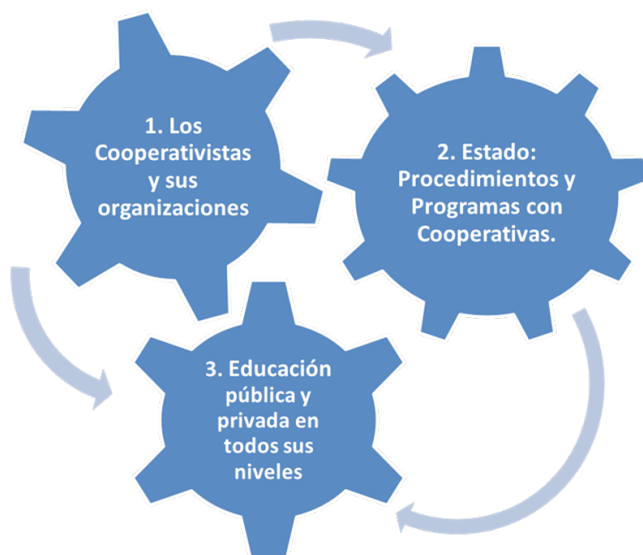 1. Los
Cooperativistas
y sus
organizaciones
2. Estado:
Procedimientos y
Programas con
Cooperativas.
3. Educación
pública y
privada en
todos sus
niveles